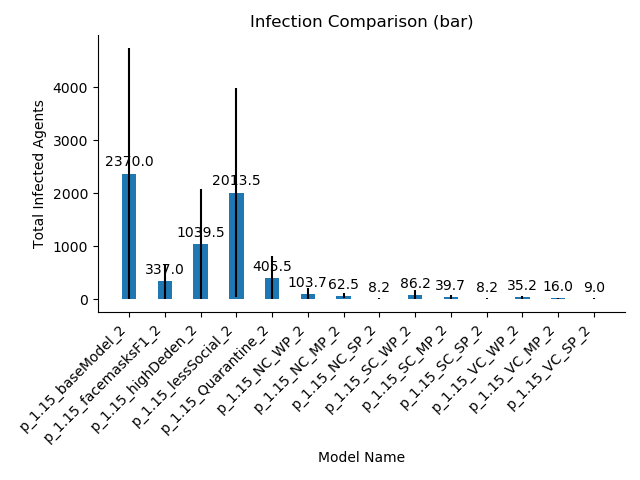 Infection Comparison (bar)
Total Infected Agents
4000
3000
2000
1000
0
2370.0
337.0
1039.5
2013.5
405.5
103.7
62.5
8.2
86.2
39.7
8.2
35.2
16.0
9.0
p_1.15_baseModel_2
p_1.15_facemasksF1_2
p_1.15_highDeden_2
p_1.15_lessSocial_2
p_1.15_Quarantine_2
p_1.15_NC_WP_2
p_1.15_NC_MP_2
p_1.15_NC_SP_2
p_1.15_SC_WP_2
p_1.15_SC_MP_2
p_1.15_SC_SP_2
p_1.15_VC_WP_2
p_1.15_VC_MP_2
p_1.15_VC_SP_2
Model Name